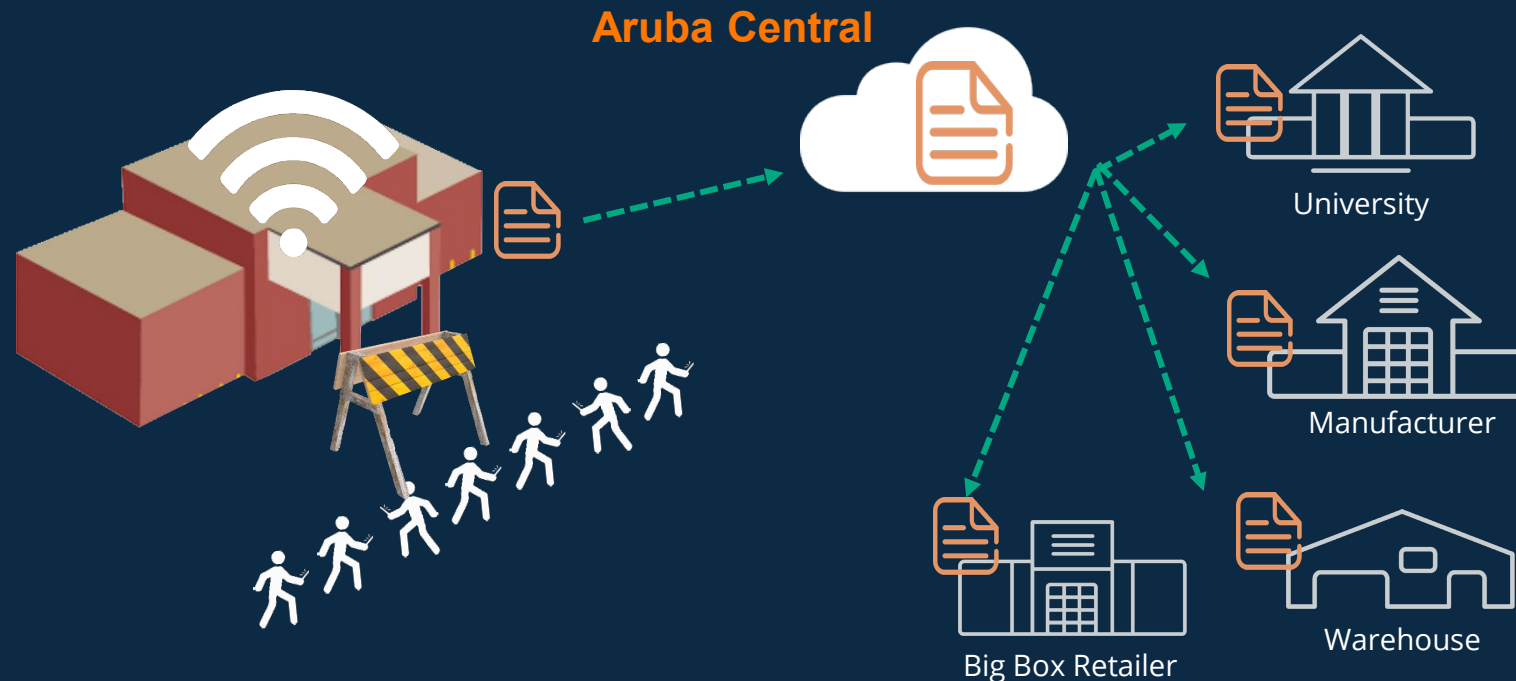 Aruba Central
University
Manufacturer
Warehouse
Big Box Retailer